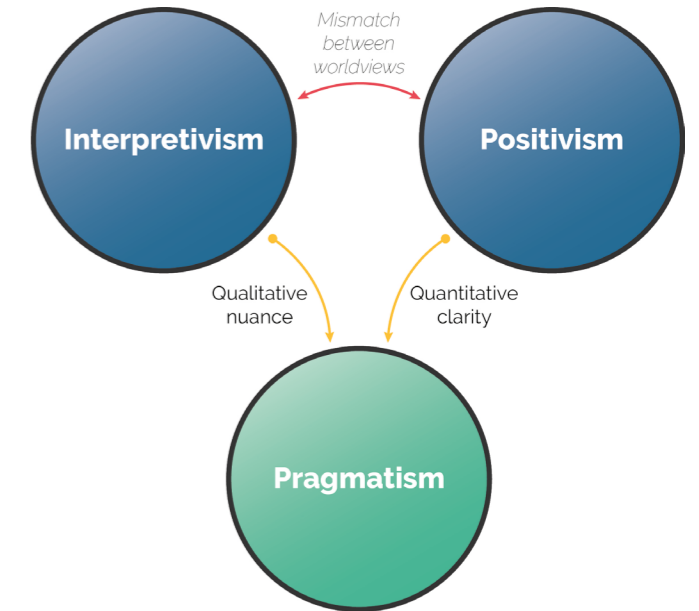 Mismatch
between
worldviews
Interpretivism
Positivism
Qualitative
nuance
Quantitative
clarity
Pragmatism